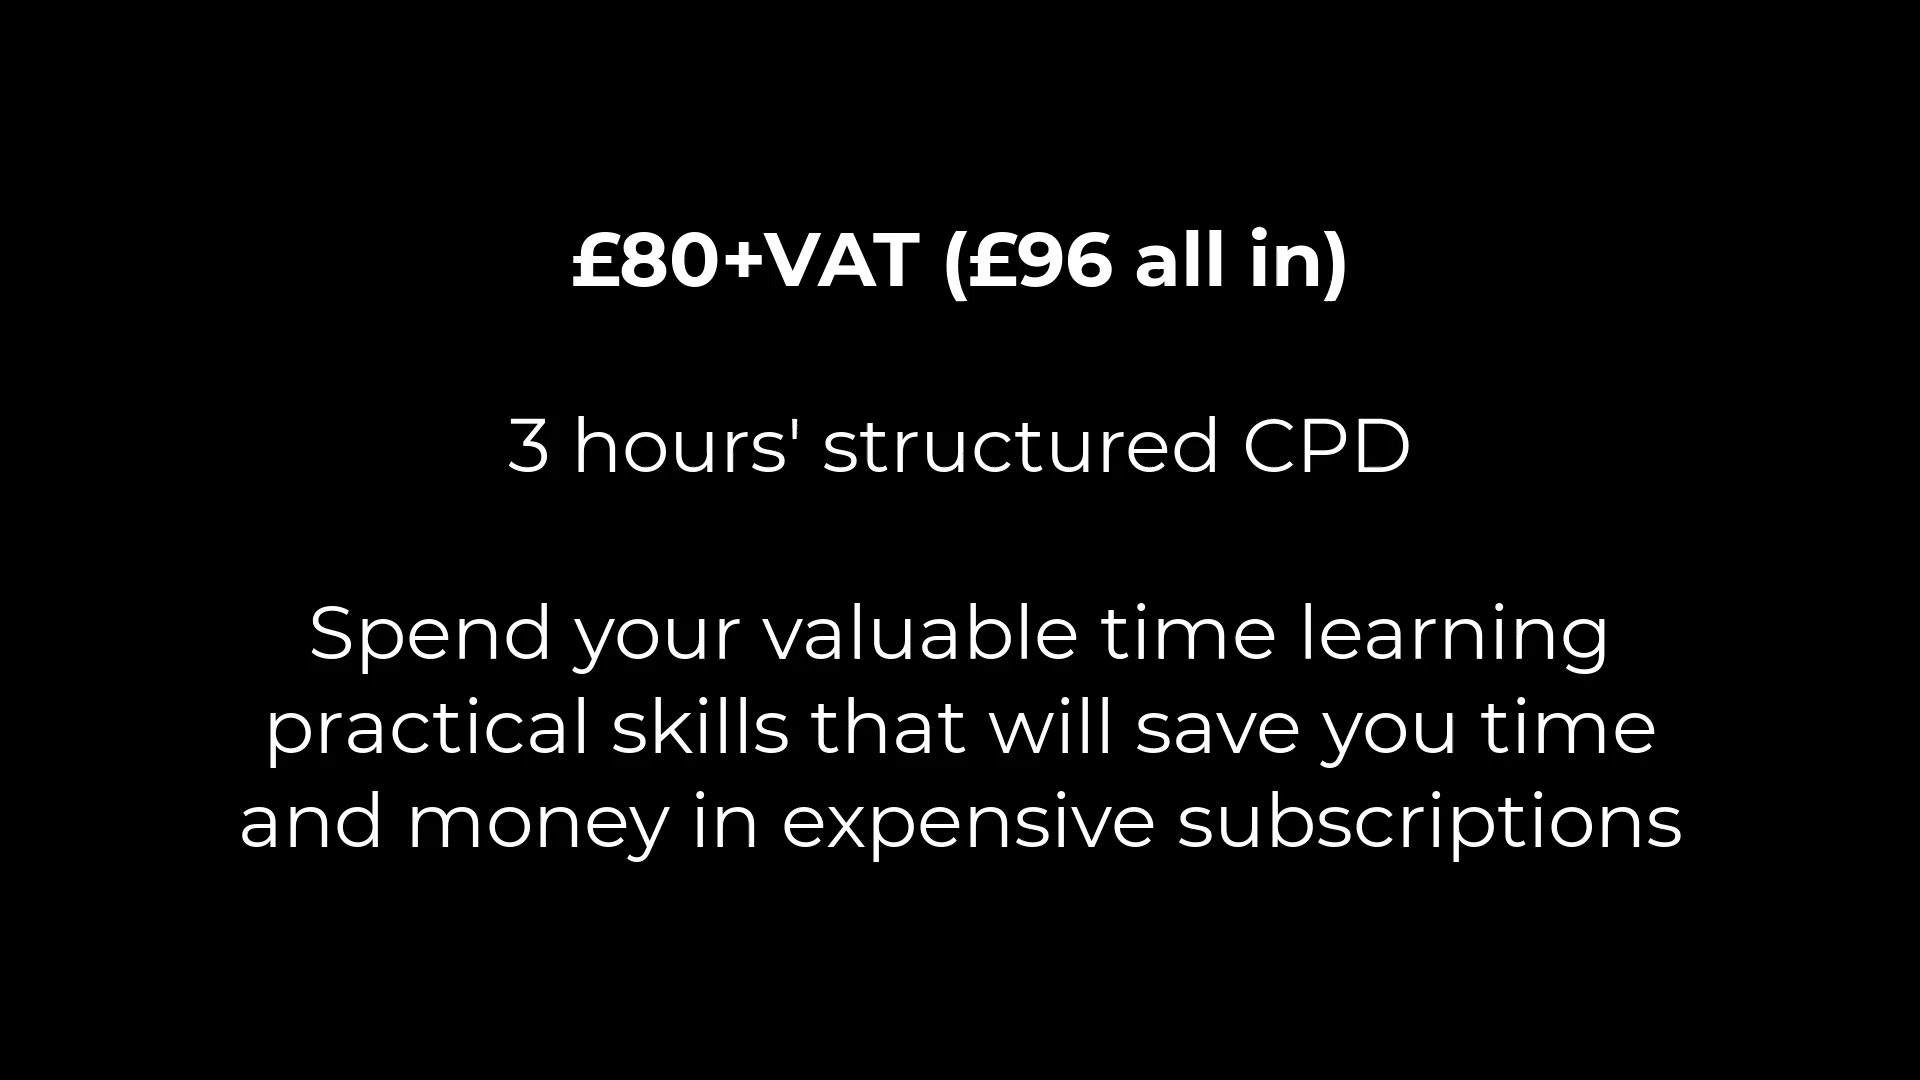 £80+VAT (£96 all in)
3 hours' structured CPD
Spend your valuable time learning
practical skills that will save you time
and money in expensive subscriptions